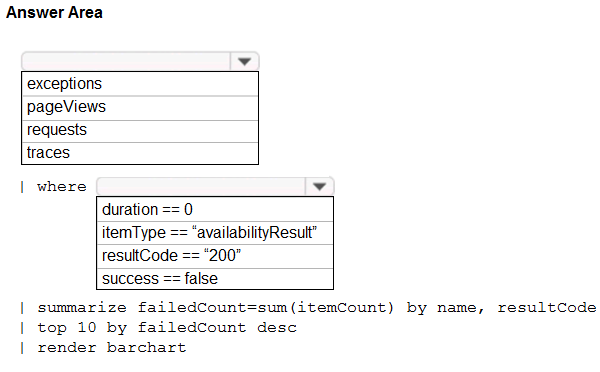 Answer Area
exceptions
pageViews
requests
traces
| where
duration == 0
itemType == “availabilityResult”
resultCode == “200”
success == false
| summarize failedCount=sum(itemCount) by name, resultCode
| top 10 by failedCount desc
| render barchart